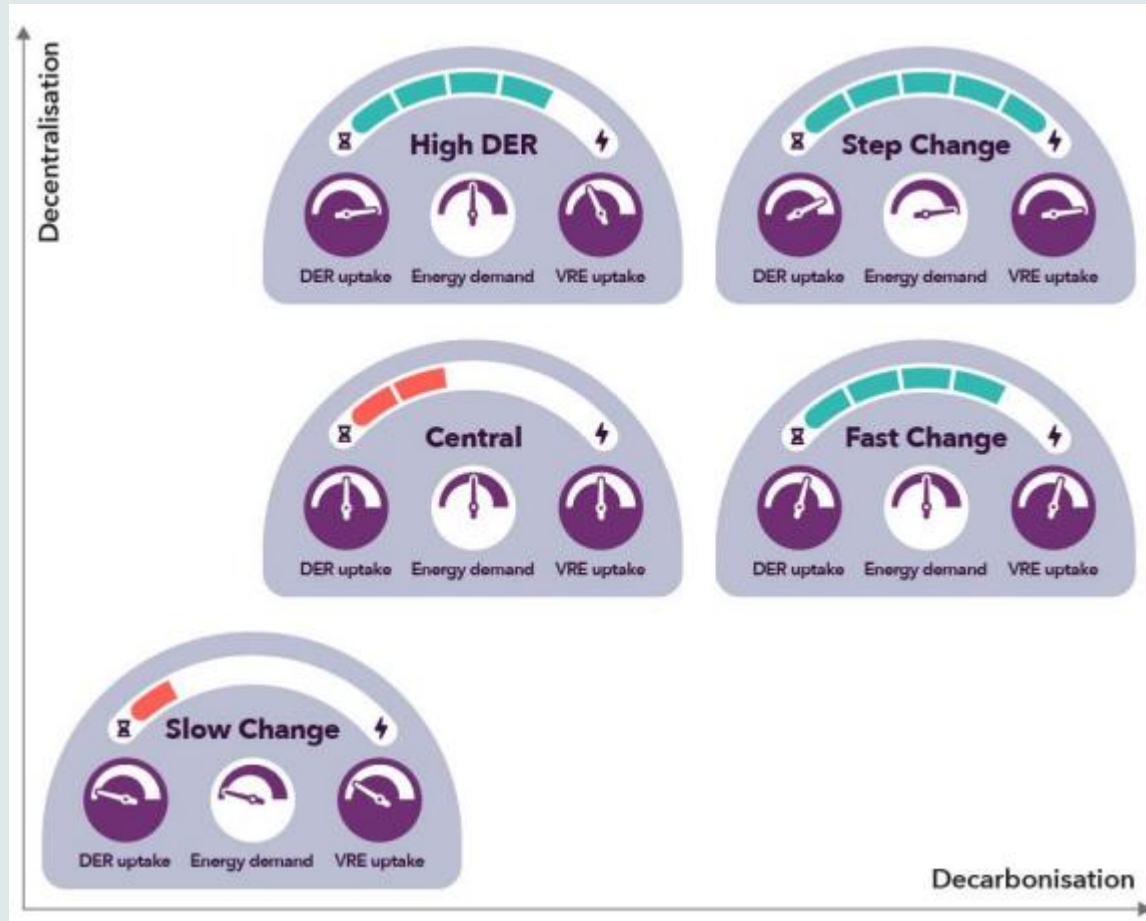 Decentralisation
High DER
DER uptake Energy demand VRE uptake
Step Change
DER uptake Energy demand VRE uptake
Central
DER uptake Energy demand VRE uptake
Fast Change
DER uptake Energy demand VRE uptake
Slow Change
DER uptake Energy demand VRE uptake
Decarbonisation